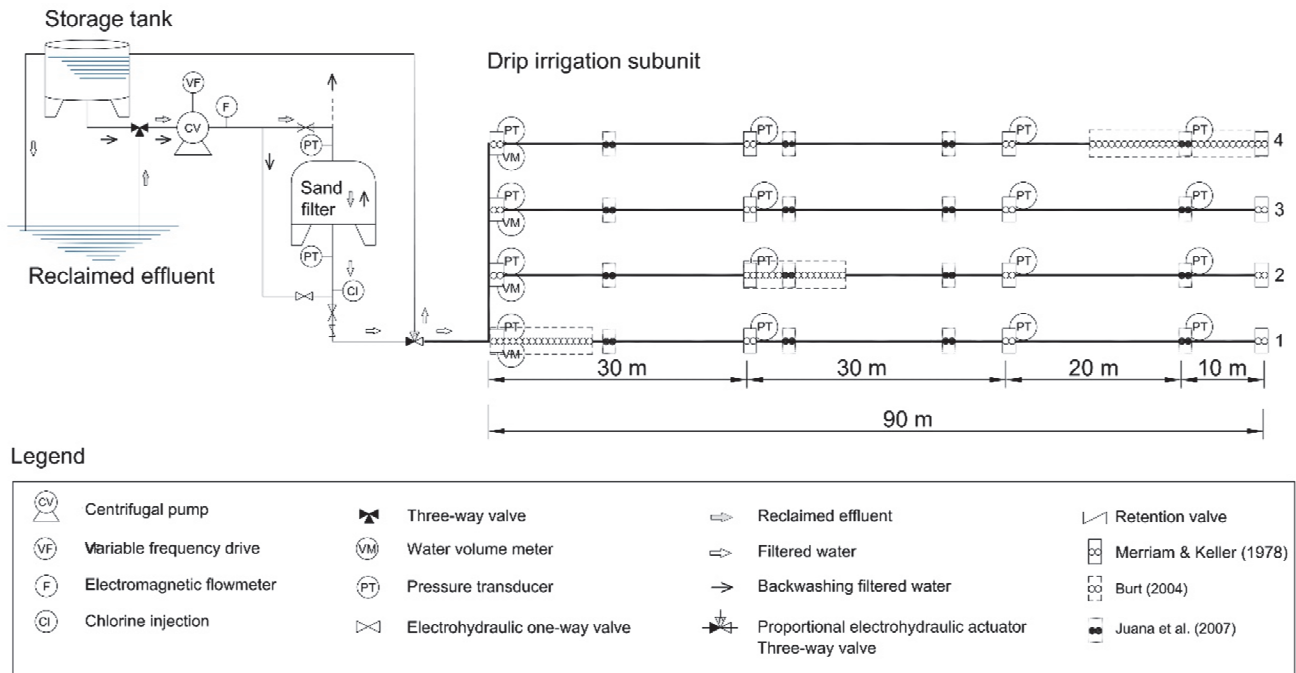 Storage tank
Drip irrigation subunit
VF
F
CV
PT
Sand
filter
PT
CI
Reclaimed effluent
PT PT PT PT 4
VM
PT PT PT PT 3
VM
PT PT PT PT 2
VM
PT PT PT PT 1
VM
30 m 30 m 20 m 10 m
90 m
Legend
CV Centrifugal pump
VF Variable frequency drive
F Electromagnetic flowmeter
CI Chlorine injection
Three-way valve
VM Water volume meter
PT Pressure transducer
Electrohydraulic one-way valve
Reclaimed effluent
Filtered water
Backwashing filtered water
Proportional electrohydraulic actuator
Three-way valve
Retention valve
Merriam & Keller (1978)
Burt (2004)
Juana et al. (2007)